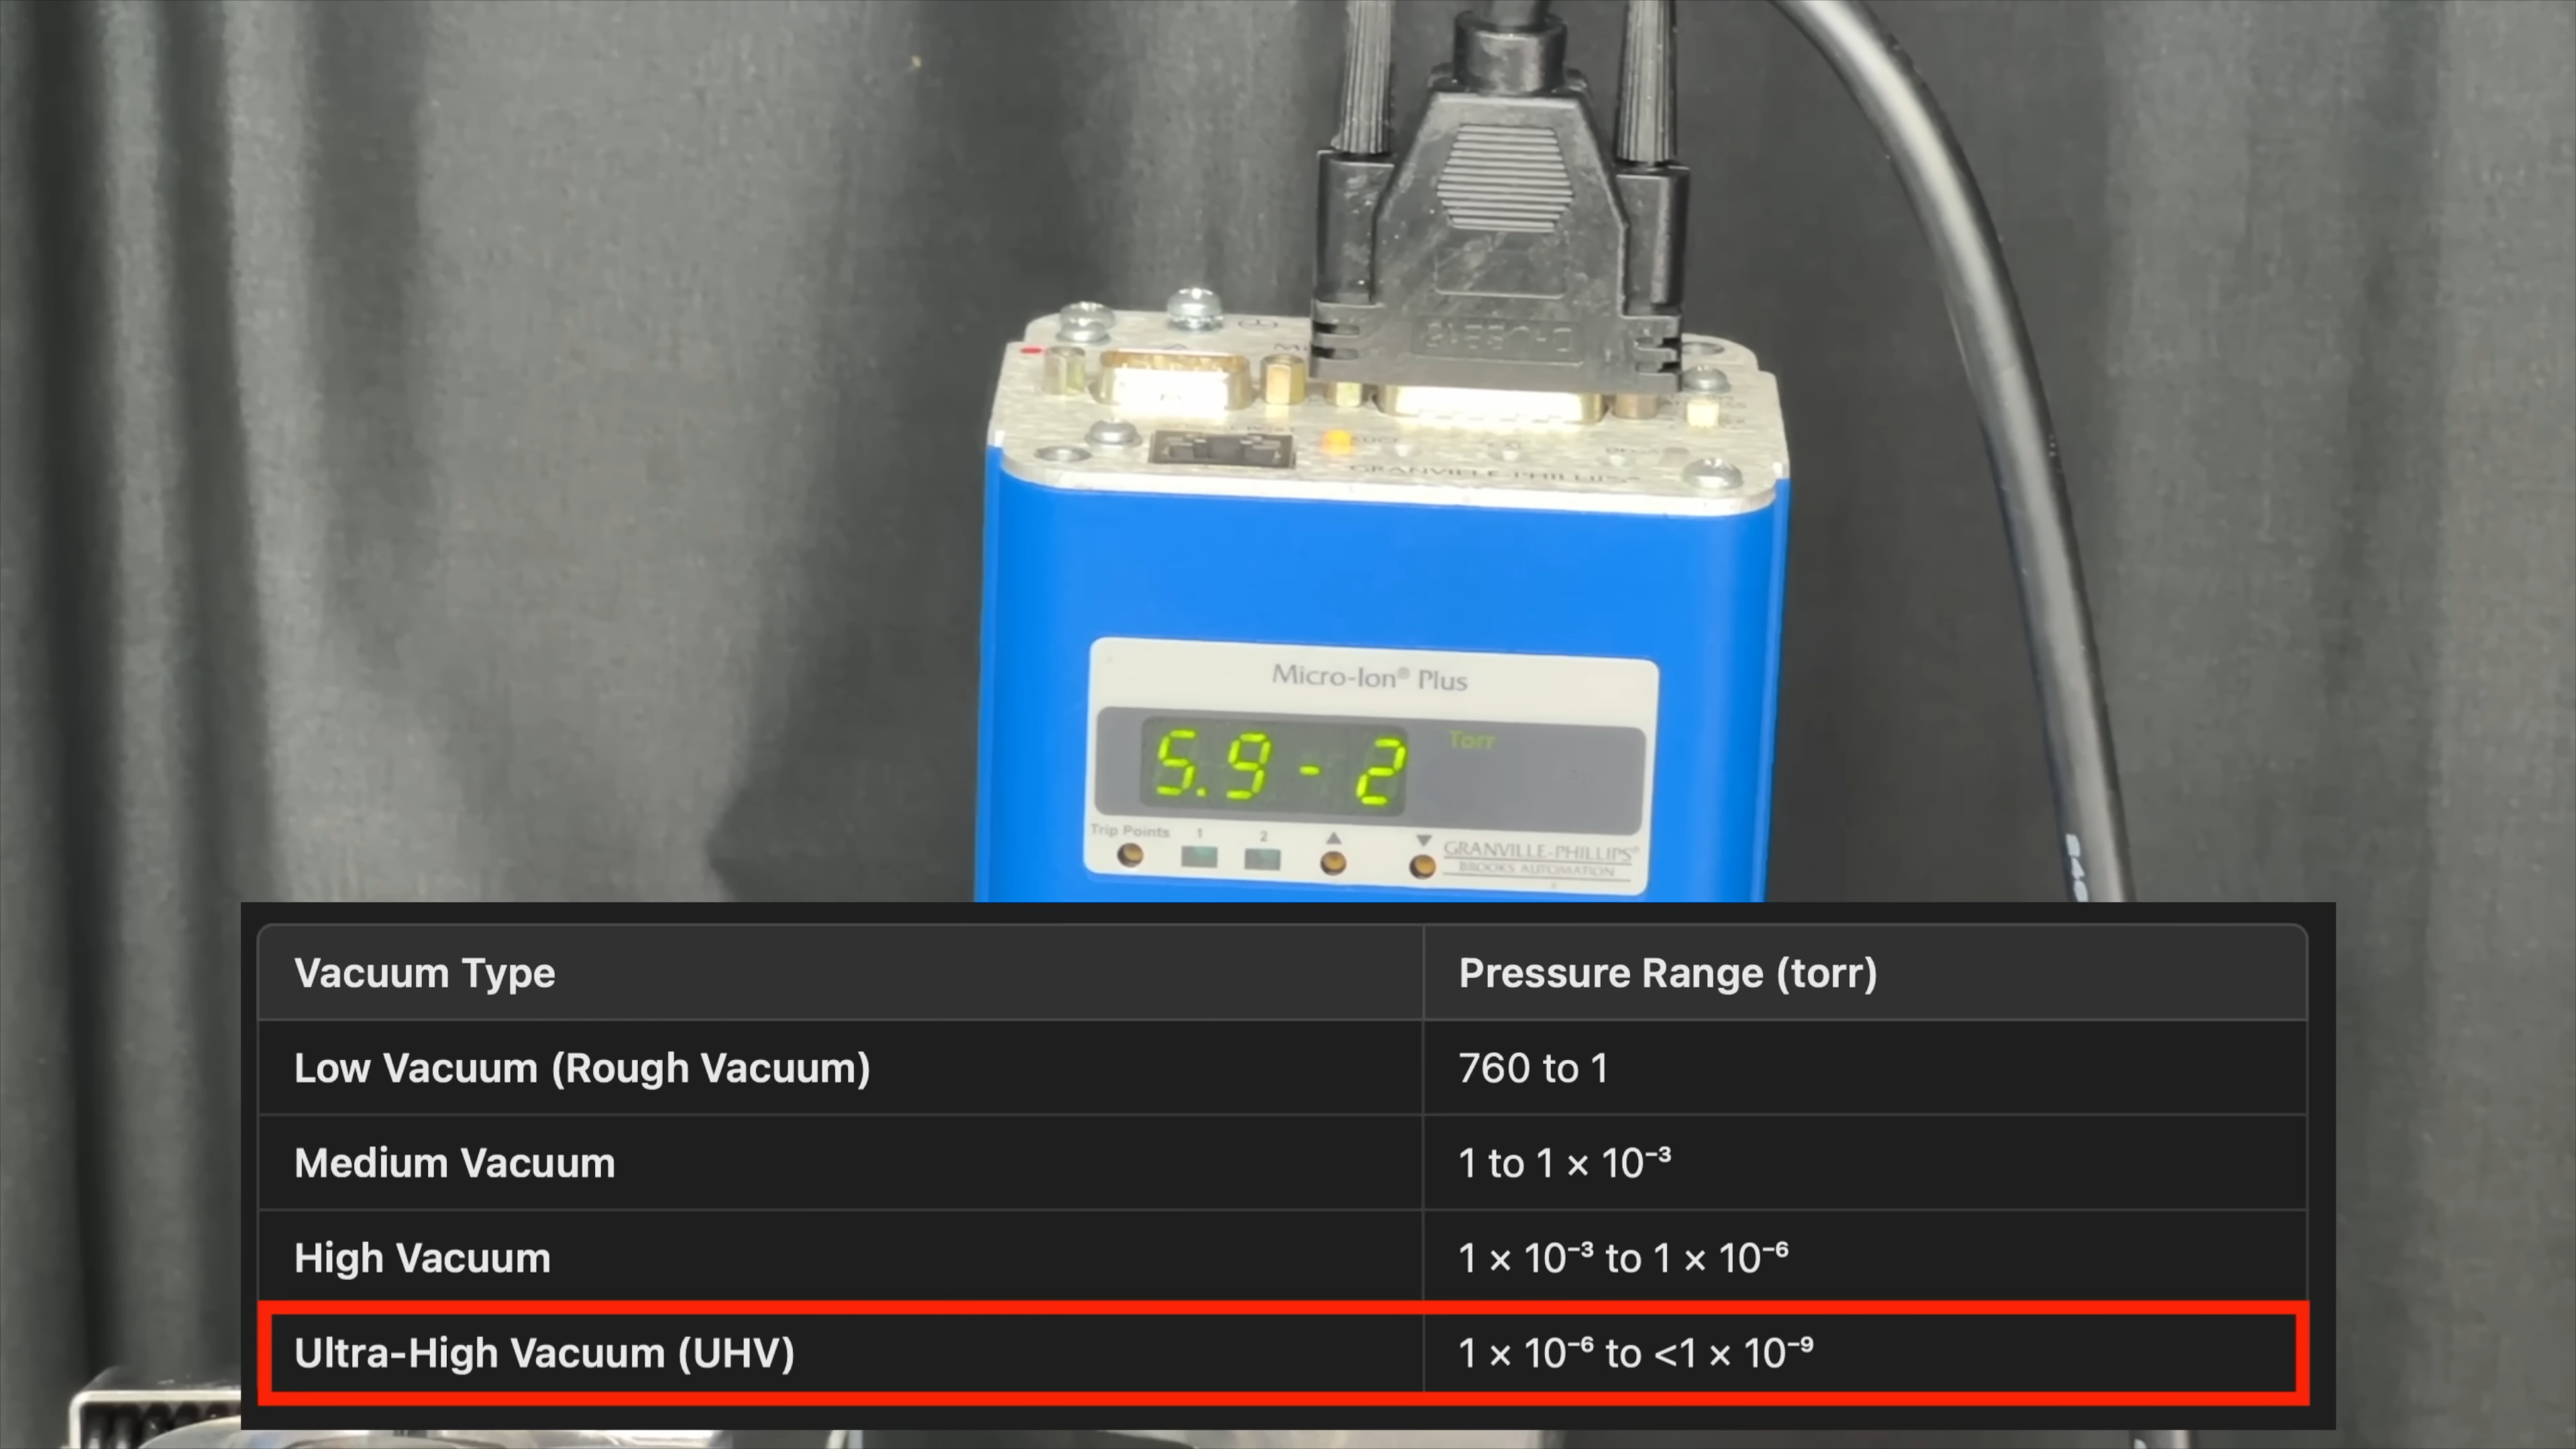 GRANVILLE-PHILLIPS®
Micro-Ion® Plus
Torr
5.9 - 2
Trip Points 1 2 ▲ ▼
GRANVILLE-PHILLIPS®
BROOKS AUTOMATION
Vacuum Type Pressure Range (torr)
Low Vacuum (Rough Vacuum) 760 to 1
Medium Vacuum 1 to 1 × 10⁻³
High Vacuum 1 × 10⁻³ to 1 × 10⁻⁶
Ultra-High Vacuum (UHV) 1 × 10⁻⁶ to <1 × 10⁻⁹